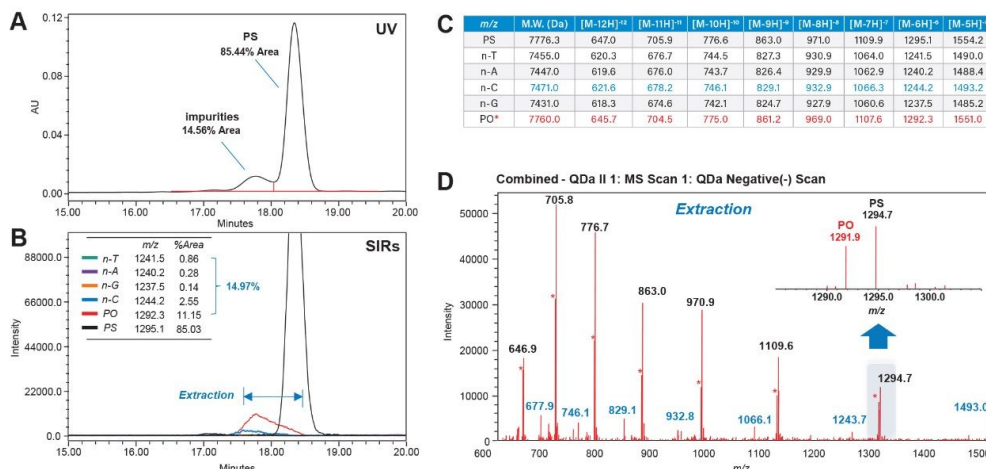 A
UV
0.12
0.08
0.04
0.00
AU
PS
85.44% Area
impurities
14.56% Area
15.00 16.00 17.00 18.00 19.00 20.00
Minutes
B
SIRs
88000.0
66000.0
44000.0
22000.0
0.0
Intensity
m/z %Area
n-T 1241.5 0.86
n-A 1240.2 0.28
n-G 1237.5 0.14
n-C 1244.2 2.55
PO 1292.3 11.15
PS 1295.1 85.03
14.97%
Extraction
15.00 16.00 17.00 18.00 19.00 20.00
Minutes
C
m/z M.W. (Da) [M-12H]-12 [M-11H]-11 [M-10H]-10 [M-9H]-9 [M-8H]-8 [M-7H]-7 [M-6H]-6 [M-5H]-
PS 7776.3 647.0 705.9 776.6 863.0 971.0 1109.9 1295.1 1554.2
n-T 7455.0 620.3 676.7 744.5 827.3 930.9 1064.0 1241.5 1490.0
n-A 7447.0 619.6 676.0 743.7 826.4 929.9 1062.9 1240.2 1488.4
n-C 7471.0 621.6 678.2 746.1 829.1 932.9 1066.3 1244.2 1493.2
n-G 7431.0 618.3 674.6 742.1 824.7 927.9 1060.6 1237.5 1485.2
PO* 7760.0 645.7 704.5 775.0 861.2 969.0 1107.6 1292.3 1551.0
D
Combined - QDa II 1: MS Scan 1: QDa Negative(-) Scan
Extraction
50000
40000
30000
20000
10000
0
Intensity
705.8
776.7
863.0
970.9
646.9
1109.6
1294.7
677.9
746.1
829.1
932.8
1066.1
1243.7
1493.0
* * * * * * *
PS
1294.7
PO
1291.9
1290.0 1295.0 1300.0
m/z
600 700 800 900 1000 1100 1200 1300 1400 1500
m/z